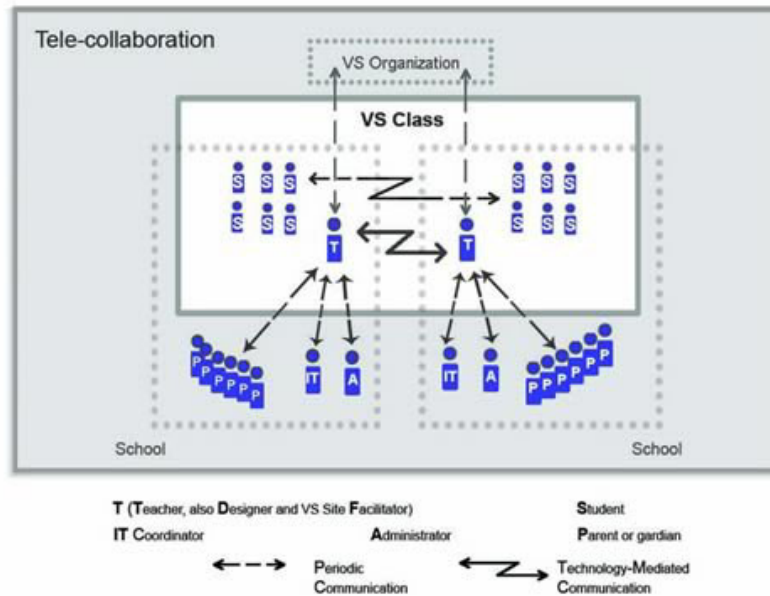 Tele-collaboration
VS Organization
VS Class
S S S S S S
S S S S S S
T T
P P P P P P IT A IT A P P P P P P
School School
T (Teacher, also Designer and VS Site Facilitator) Student
IT Coordinator Administrator Parent or gardian
Periodic Technology-Mediated
Communication Communication